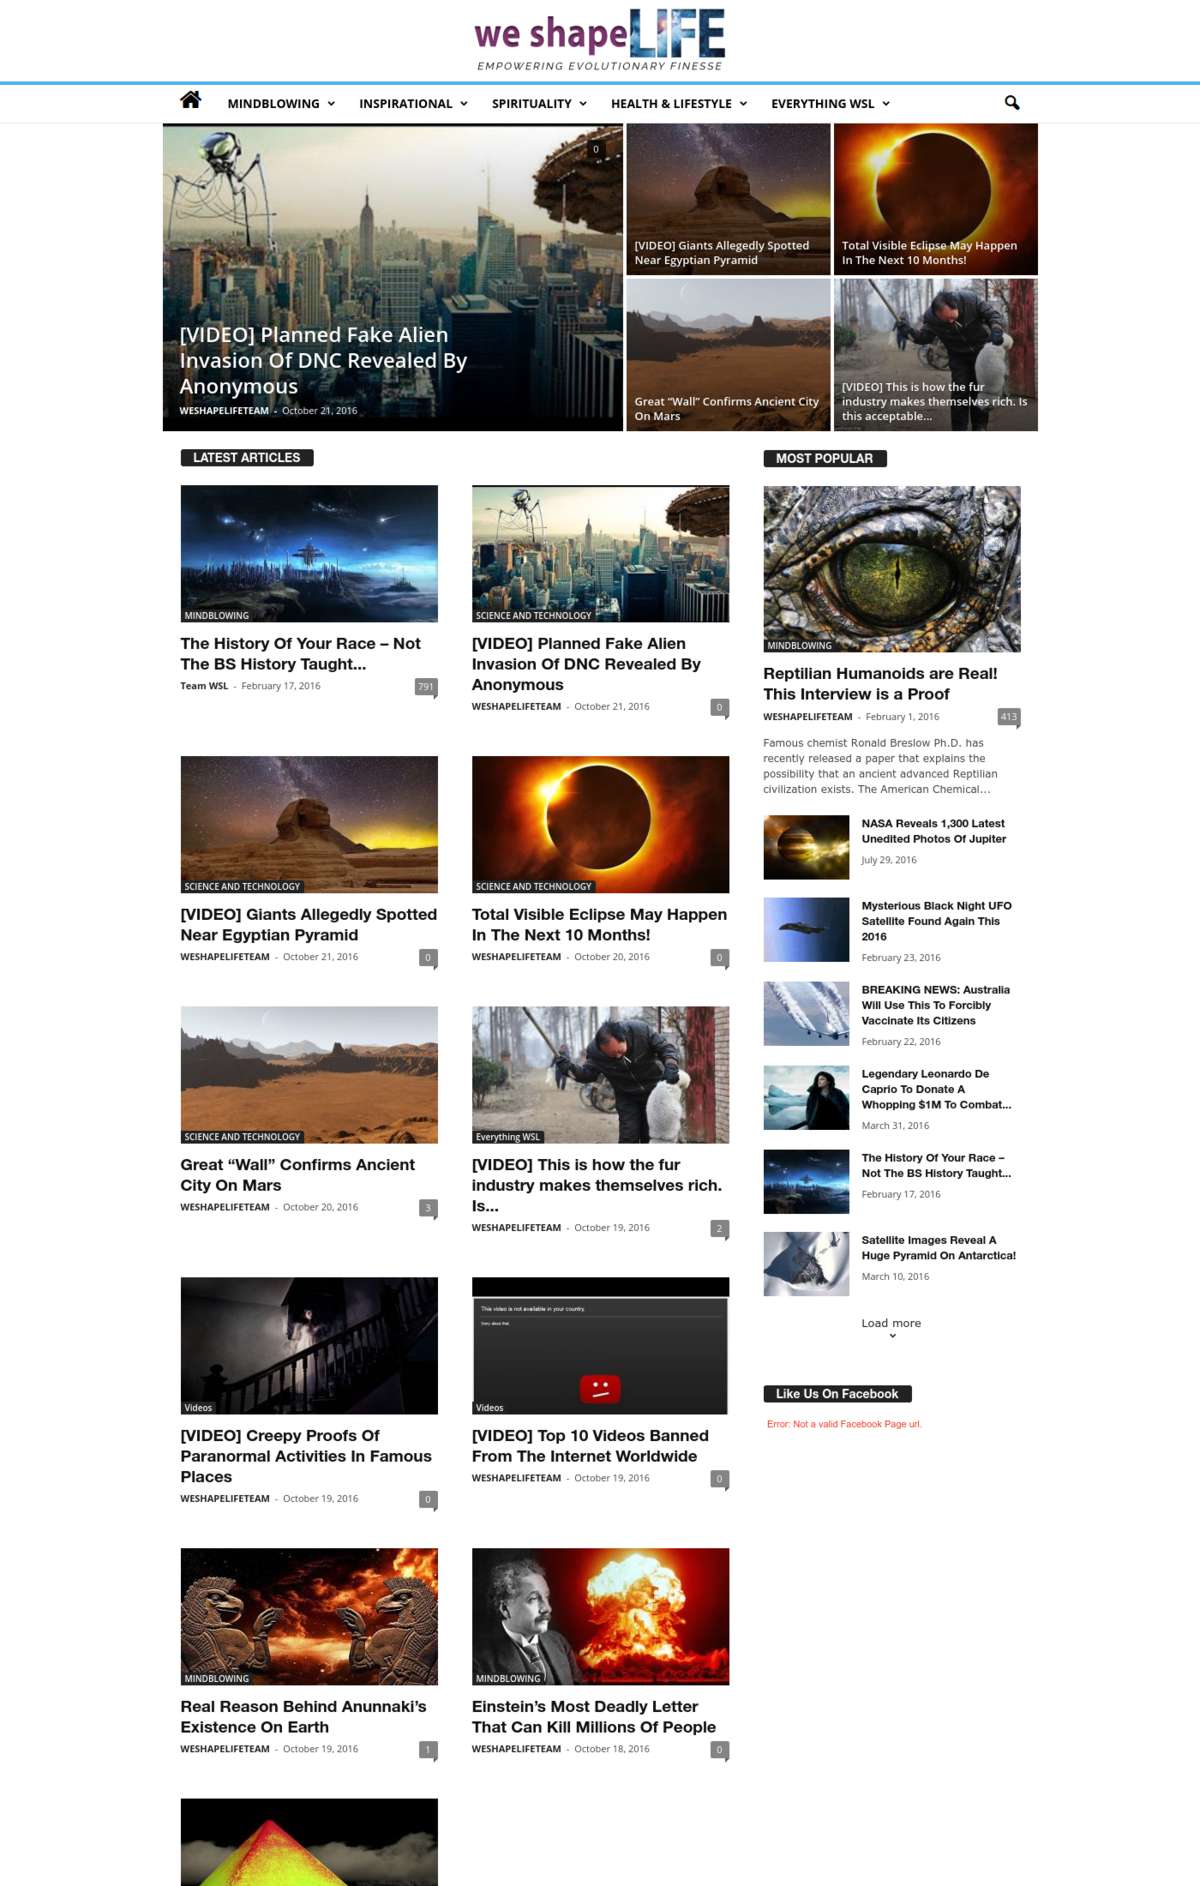 we shapeLIFE
EMPOWERING EVOLUTIONARY FINESSE
MINDBLOWING
INSPIRATIONAL
SPIRITUALITY
HEALTH & LIFESTYLE
EVERYTHING WSL
0
[VIDEO] Planned Fake Alien
Invasion Of DNC Revealed By
Anonymous
WESHAPELIFETEAM - October 21, 2016
[VIDEO] Giants Allegedly Spotted
Near Egyptian Pyramid
Total Visible Eclipse May Happen
In The Next 10 Months!
Great “Wall” Confirms Ancient City
On Mars
[VIDEO] This is how the fur
industry makes themselves rich. Is
this acceptable...
LATEST ARTICLES
MINDBLOWING
The History Of Your Race – Not
The BS History Taught...
Team WSL - February 17, 2016
791
SCIENCE AND TECHNOLOGY
[VIDEO] Planned Fake Alien
Invasion Of DNC Revealed By
Anonymous
WESHAPELIFETEAM - October 21, 2016
0
SCIENCE AND TECHNOLOGY
[VIDEO] Giants Allegedly Spotted
Near Egyptian Pyramid
WESHAPELIFETEAM - October 21, 2016
0
SCIENCE AND TECHNOLOGY
Total Visible Eclipse May Happen
In The Next 10 Months!
WESHAPELIFETEAM - October 20, 2016
0
SCIENCE AND TECHNOLOGY
Great “Wall” Confirms Ancient
City On Mars
WESHAPELIFETEAM - October 20, 2016
3
Everything WSL
[VIDEO] This is how the fur
industry makes themselves rich.
Is...
WESHAPELIFETEAM - October 19, 2016
2
Videos
[VIDEO] Creepy Proofs Of
Paranormal Activities In Famous
Places
WESHAPELIFETEAM - October 19, 2016
0
This video is not available in your country.
Sorry about that.
Videos
[VIDEO] Top 10 Videos Banned
From The Internet Worldwide
WESHAPELIFETEAM - October 19, 2016
0
MINDBLOWING
Real Reason Behind Anunnaki’s
Existence On Earth
WESHAPELIFETEAM - October 19, 2016
1
MINDBLOWING
Einstein’s Most Deadly Letter
That Can Kill Millions Of People
WESHAPELIFETEAM - October 18, 2016
0
MOST POPULAR
MINDBLOWING
Reptilian Humanoids are Real!
This Interview is a Proof
WESHAPELIFETEAM - February 1, 2016
413
Famous chemist Ronald Breslow Ph.D. has
recently released a paper that explains the
possibility that an ancient advanced Reptilian
civilization exists. The American Chemical...
NASA Reveals 1,300 Latest
Unedited Photos Of Jupiter
July 29, 2016
Mysterious Black Night UFO
Satellite Found Again This
2016
February 23, 2016
BREAKING NEWS: Australia
Will Use This To Forcibly
Vaccinate Its Citizens
February 22, 2016
Legendary Leonardo De
Caprio To Donate A
Whopping $1M To Combat...
March 31, 2016
The History Of Your Race –
Not The BS History Taught...
February 17, 2016
Satellite Images Reveal A
Huge Pyramid On Antarctica!
March 10, 2016
Load more
Like Us On Facebook
Error: Not a valid Facebook Page url.